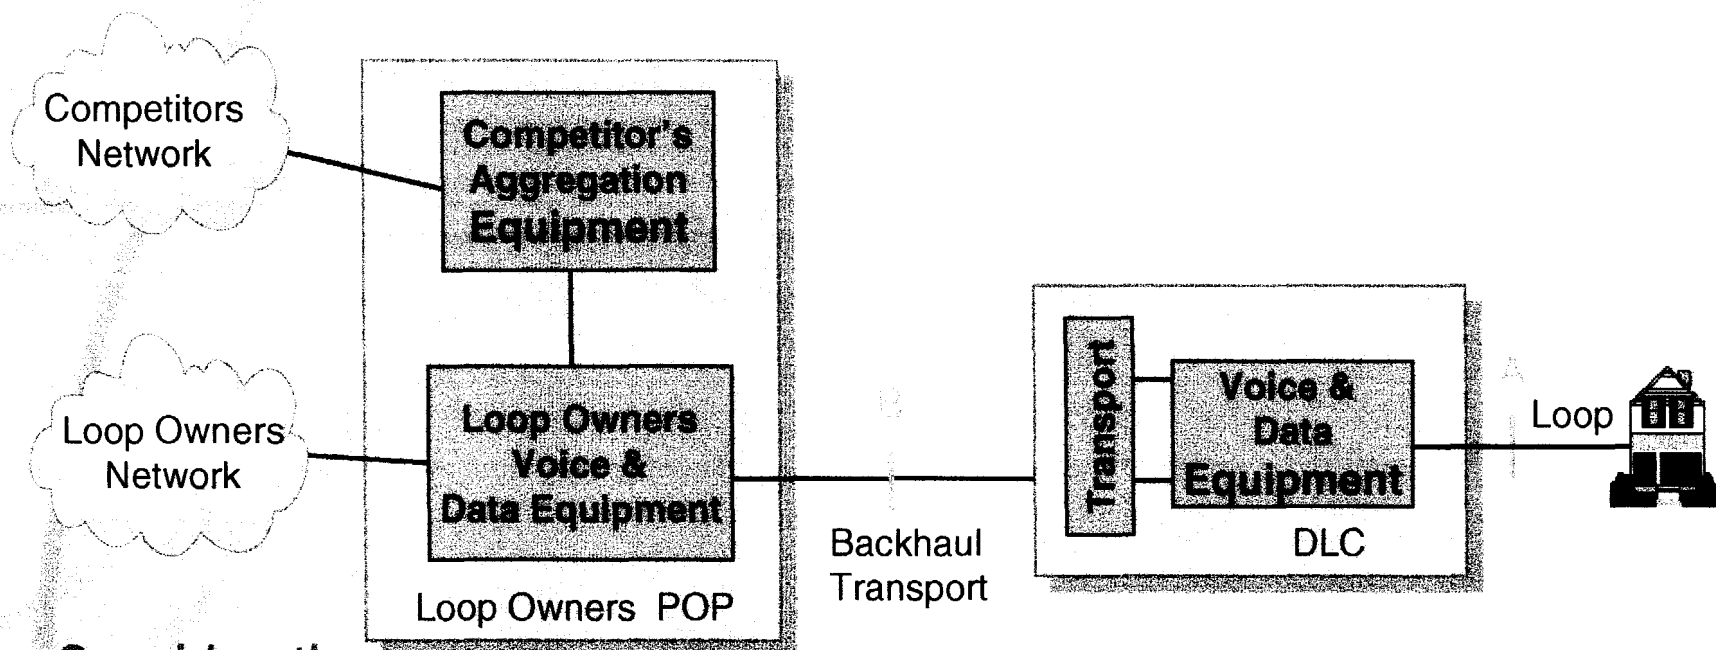 Competitors
Network
Competitor's
Aggregation
Equipment
Loop Owners
Network
Loop Owners
Voice &
Data Equipment
Loop Owners POP
B
Backhaul
Transport
Transport
Voice &
Data
Equipment
DLC
A
Loop